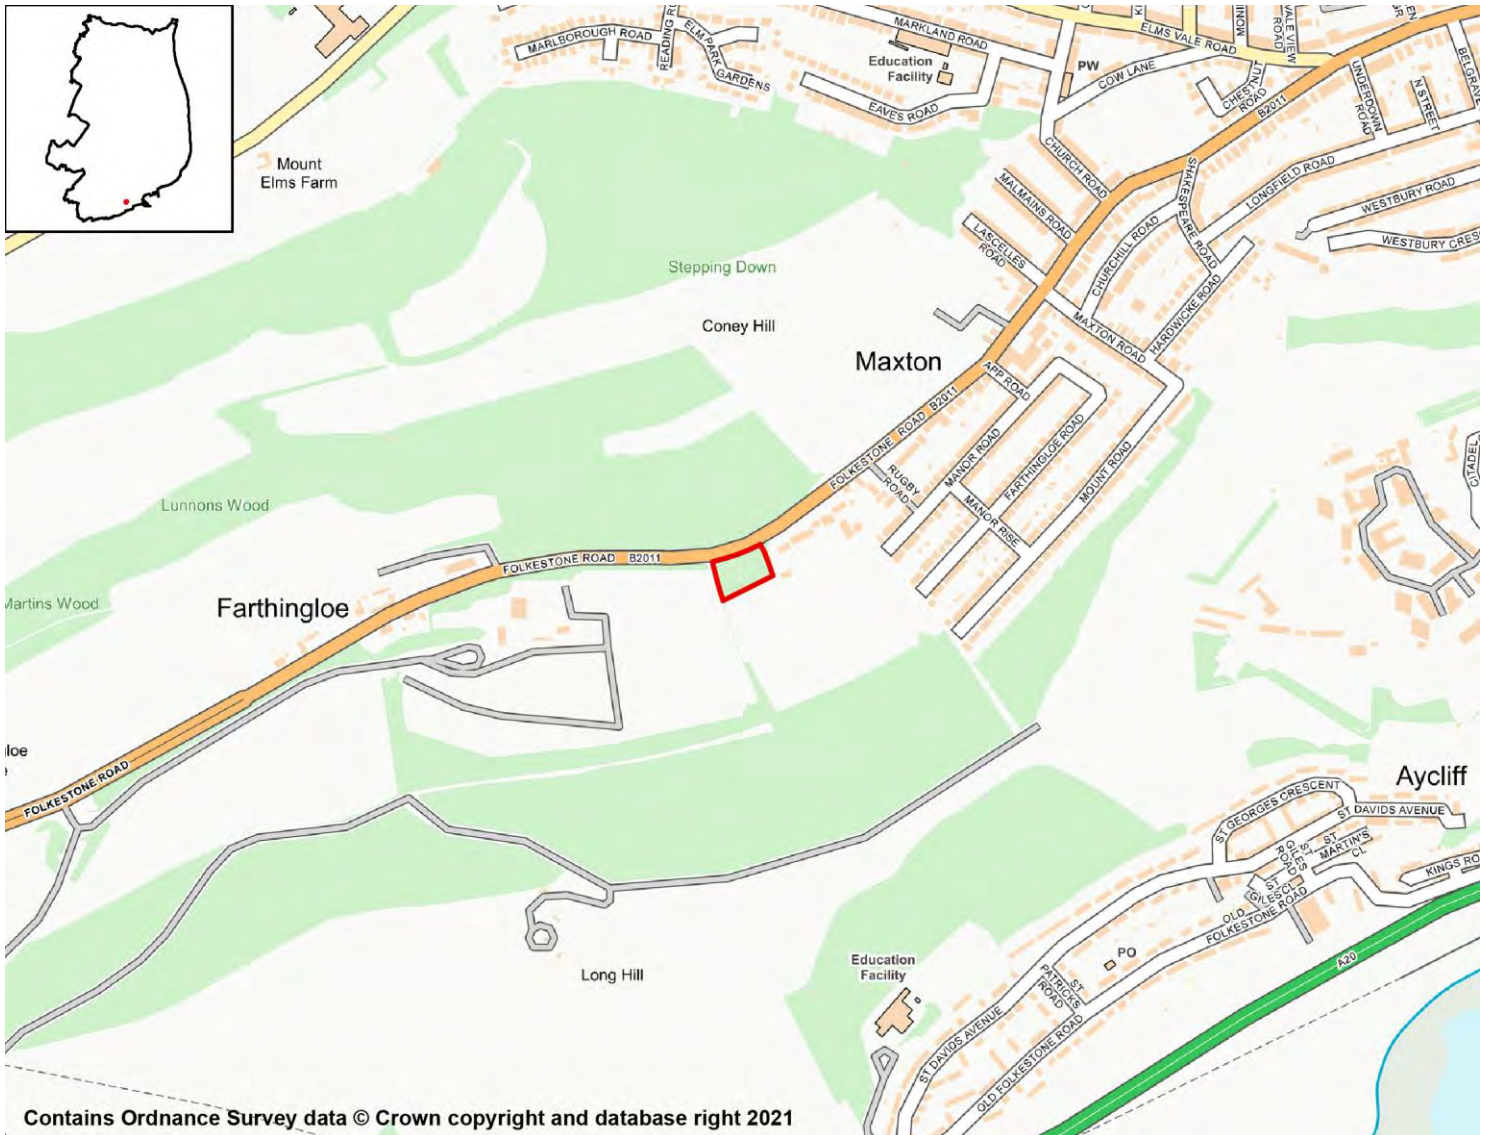 MARLBOROUGH ROAD
READING RO
ELM PARK
GARDENS
MARKLAND ROAD
Education
Facility
EAVES ROAD
PW
COW LANE
ELMS VALE ROAD
MONIN
VALE VIEW
ROAD
CHESTNUT
ROAD
B2011
UNDERDOWN
ROAD
N STREET
BELGRAVE
Mount
Elms Farm
CHURCH ROAD
MALMAINS ROAD
LASCELLES
ROAD
SHAKESPEARE ROAD
LONGFIELD ROAD
WESTBURY ROAD
WESTBURY CRES
CHURCHILL ROAD
HARDWICKE ROAD
MAXTON ROAD
Stepping Down
Coney Hill
Maxton
APP ROAD
FOLKESTONE ROAD B2011
RUGBY
ROAD
MANOR ROAD
FARTHINGLOE ROAD
MOUNT ROAD
MANOR RISE
CITADEL
Lunnons Wood
FOLKESTONE ROAD B2011
Martins Wood
Farthingloe
loe
FOLKESTONE ROAD
Aycliff
ST GEORGES CRESCENT
ST DAVIDS AVENUE
ST
MARTIN'S
CL
ST
GILES
ROAD
ST
GILES CL
KINGS RO
OLD
FOLKESTONE ROAD
A20
Long Hill
Education
Facility
PO
ST
PATRICKS
ROAD
ST DAVIDS AVENUE
OLD FOLKESTONE ROAD
Contains Ordnance Survey data © Crown copyright and database right 2021